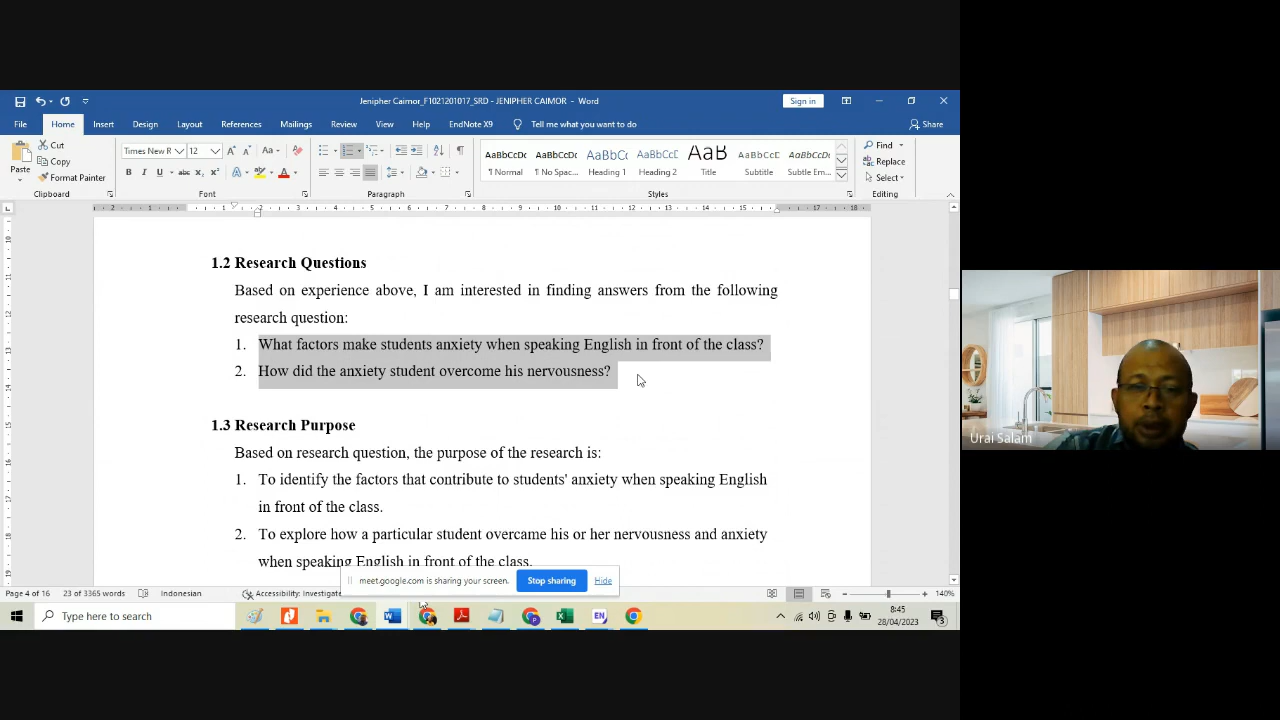 Jenipher Caimor_F1021201017_SRD - JENIPHER CAIMOR - Word
Sign in
File Home Insert Design Layout References Mailings Review View Help EndNote X9 Tell me what you want to do Share
Paste
Cut
Copy
Format Painter
Clipboard
Times New R 12
Font
Paragraph
AaBbCcDc AaBbCcDc AaBbCc AaBbCcD AaB AaBbCcD AaBbCcDc
¶ Normal ¶ No Spac... Heading 1 Heading 2 Title Subtitle Subtle Em...
Styles
Find
Replace
Select
Editing
1.2 Research Questions
Based on experience above, I am interested in finding answers from the following
research question:
1. What factors make students anxiety when speaking English in front of the class?
2. How did the anxiety student overcome his nervousness?
1.3 Research Purpose
Based on research question, the purpose of the research is:
1. To identify the factors that contribute to students' anxiety when speaking English
in front of the class.
2. To explore how a particular student overcame his or her nervousness and anxiety
when speaking English in front of the class.
meet.google.com is sharing your screen. Stop sharing Hide
Page 4 of 16 23 of 3365 words Indonesian Accessibility: Investigate 140%
Type here to search
EN
8:45
28/04/2023
3
Urai Salam